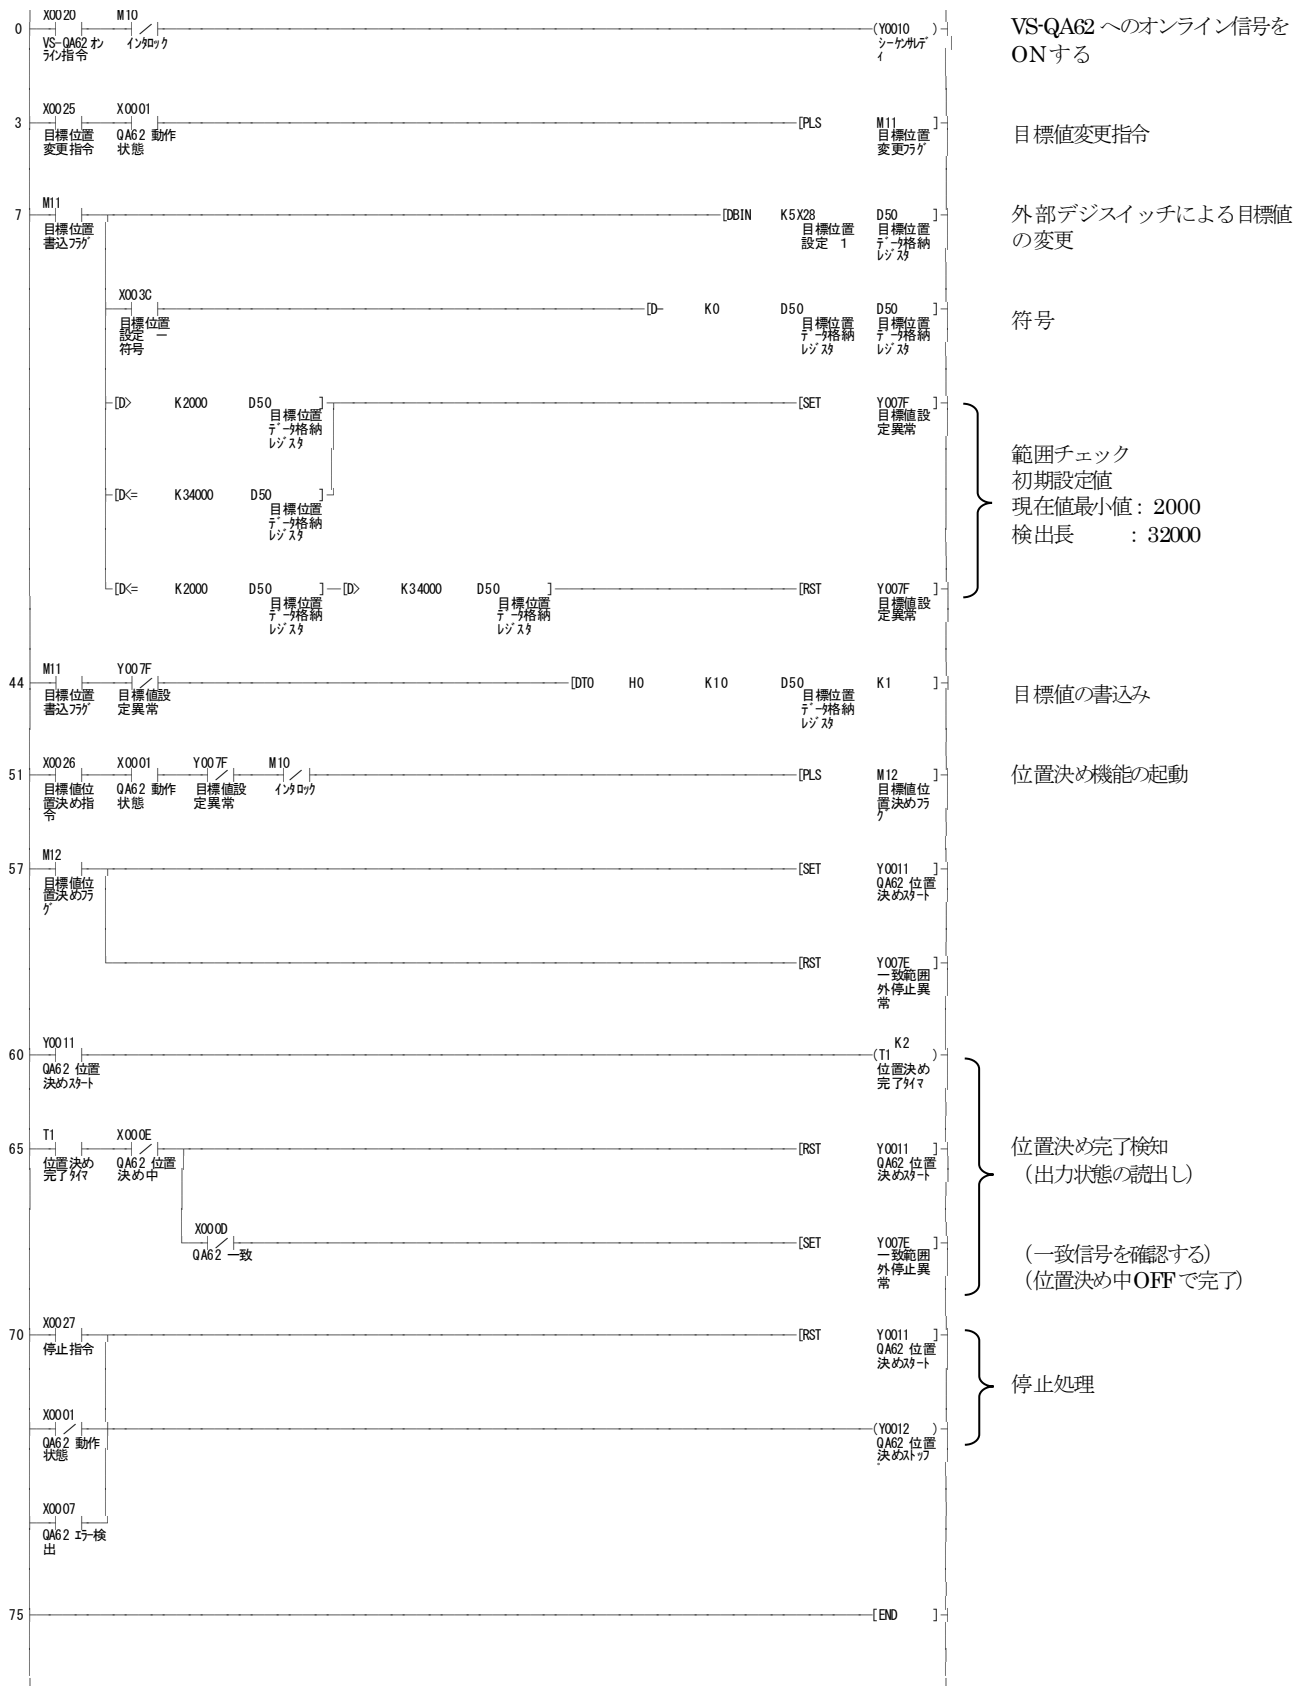 X0020 M10
0 (Y0010 )
VS-QA62 オン インタロック シーケンサレデ
ライン指令 ィ
VS-QA62 へのオンライン信号を
ONする
X0025 X0001
3 [PLS M11 ]
目標位置 QA62 動作 目標位置
変更指令 状態 変更フラグ
目標値変更指令
M11
7 [DBIN K5X28 D50 ]
目標位置 目標位置 目標位置
書込フラグ 設定 1 データ格納
レジスタ
外部デジスイッチによる目標値
の変更
X003C
[D- K0 D50 D50 ]
目標位置 目標位置 目標位置
設定 ー データ格納 データ格納
符号 レジスタ レジスタ
符号
[D> K2000 D50 ] [SET Y007F ]
目標位置 目標値設
データ格納 定異常
レジスタ
[D<= K34000 D50 ]
目標位置
データ格納
レジスタ
範囲チェック
初期設定値
現在値最小値: 2000
検出長 : 32000
[D<= K2000 D50 ] [D> K34000 D50 ] [RST Y007F ]
目標位置 目標位置 目標値設
データ格納 データ格納 定異常
レジスタ レジスタ
M11 Y007F
44 [DTO H0 K10 D50 K1 ]
目標位置 目標値設 目標位置
書込フラグ 定異常 データ格納
レジスタ
目標値の書込み
X0026 X0001 Y007F M10
51 [PLS M12 ]
目標値位 QA62 動作 目標値設 インタロック 目標値位
置決め指 状態 定異常 置決めフラ
令 グ
位置決め機能の起動
M12
57 [SET Y0011 ]
目標値位 QA62 位置
置決めフラ 決めスタート
グ
[RST Y007E ]
一致範囲
外停止異
常
Y0011 K2
60 (T1 )
QA62 位置 位置決め
決めスタート 完了タイマ
T1 X000E
65 [RST Y0011 ]
位置決め QA62 位置 QA62 位置
完了タイマ 決め中 決めスタート
位置決め完了検知
(出力状態の読出し)
X000D
[SET Y007E ]
QA62 一致 一致範囲
外停止異
常
(一致信号を確認する)
(位置決め中OFFで完了)
X0027
70 [RST Y0011 ]
停止指令 QA62 位置
決めスタート
停止処理
X0001
(Y0012 )
QA62 動作 QA62 位置
状態 決めストップ
X0007
QA62 エラー検
出
75 [END ]